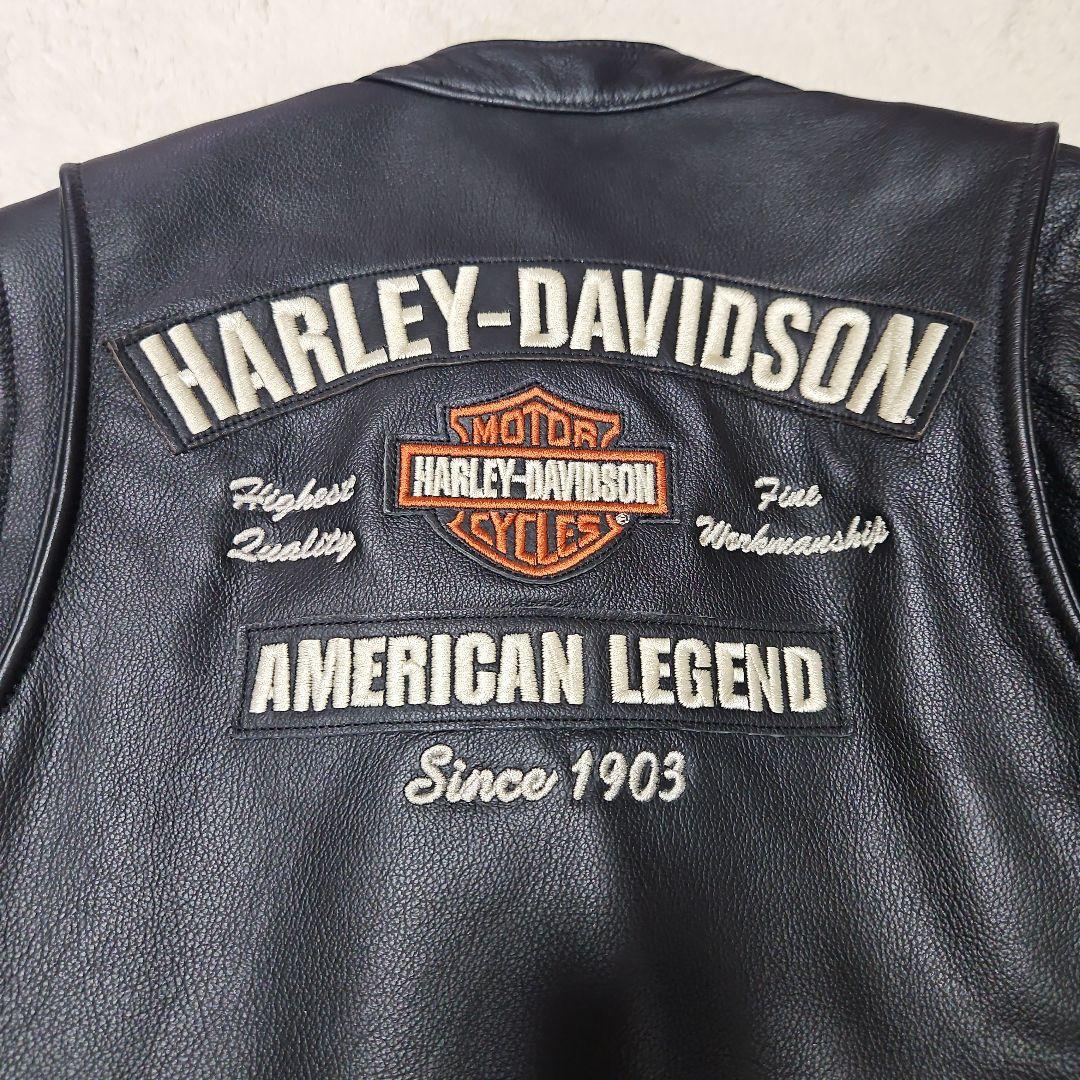 HARLEY-DAVIDSON
MOTOR
HARLEY-DAVIDSON
CYCLES
®
Highest
Quality
Fine
Workmanship
AMERICAN LEGEND
Since 1903